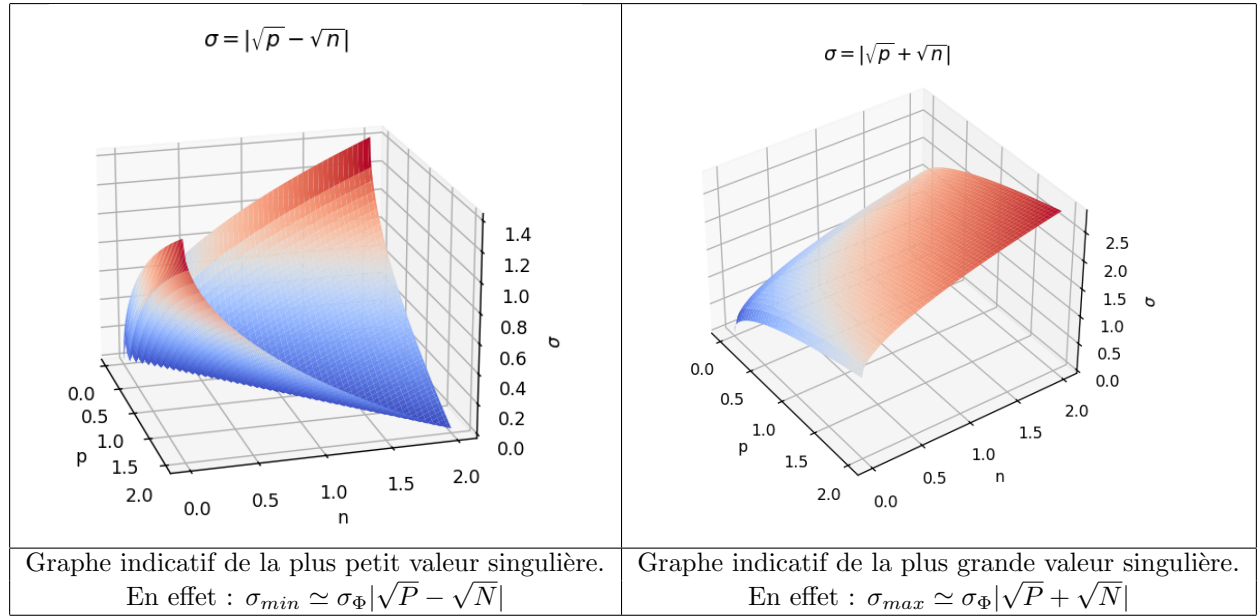 σ = |√p − √n|
1.4
1.2
1.0
0.8
0.6
0.4
0.2
0.0
σ
0.0
0.5
1.0
1.5
2.0
p
0.0
0.5
1.0
1.5
2.0
n
Graphe indicatif de la plus petit valeur singulière.
En effet : σ_min ≃ σ_Φ|√P − √N|
σ = |√p + √n|
2.5
2.0
1.5
1.0
0.5
0.0
σ
0.0
0.5
1.0
1.5
2.0
p
0.0
0.5
1.0
1.5
2.0
n
Graphe indicatif de la plus grande valeur singulière.
En effet : σ_max ≃ σ_Φ|√P + √N|